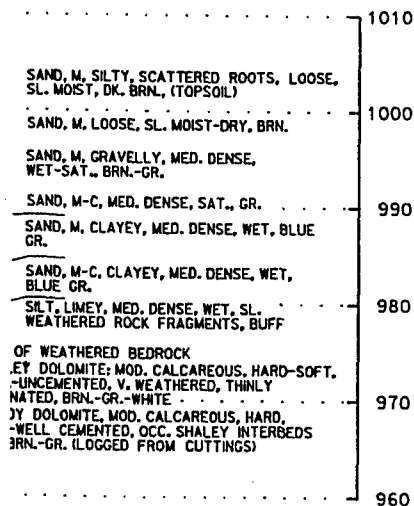 1010
SAND, M, SILTY, SCATTERED ROOTS, LOOSE,
SL. MOIST, DK. BRN., (TOPSOIL)
1000
SAND, M, LOOSE, SL. MOIST-DRY, BRN.
SAND, M, GRAVELLY, MED. DENSE,
WET-SAT., BRN.-GR.
SAND, M-C, MED. DENSE, SAT., GR.
990
SAND, M, CLAYEY, MED. DENSE, WET, BLUE
GR.
SAND, M-C, CLAYEY, MED. DENSE, WET,
BLUE GR.
980
SILT, LIMEY, MED. DENSE, WET, SL.
WEATHERED ROCK FRAGMENTS, BUFF
OF WEATHERED BEDROCK
LEY DOLOMITE: MOD. CALCAREOUS, HARD-SOFT,
-UNCEMENTED, V. WEATHERED, THINLY
NATED, BRN.-GR.-WHITE
970
DY DOLOMITE, MOD. CALCAREOUS, HARD,
-WELL CEMENTED, OCC. SHALEY INTERBEDS
BRN.-GR. (LOGGED FROM CUTTINGS)
960